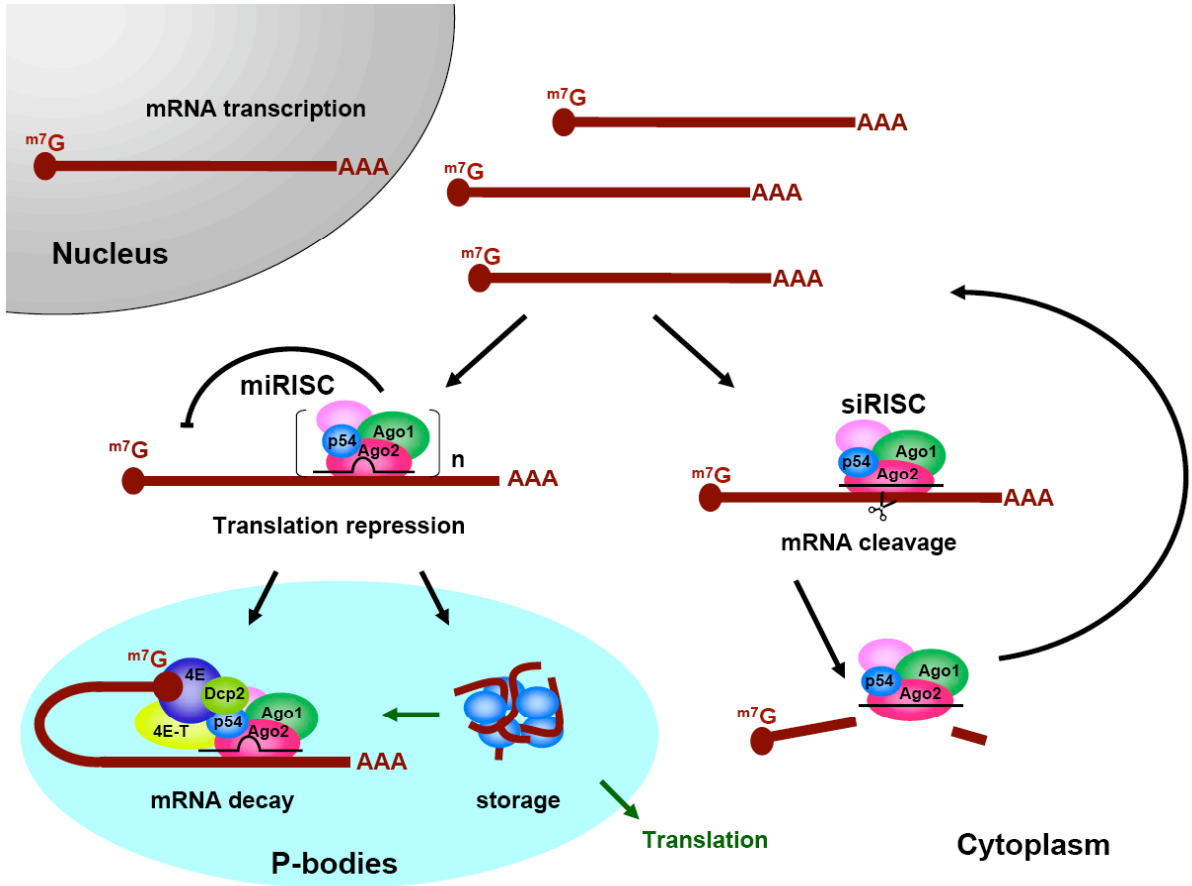 mRNA transcription
m7G
AAA
Nucleus
m7G
AAA
m7G
AAA
m7G
AAA
miRISC
p54
Ago1
Ago2
n
m7G
AAA
Translation repression
siRISC
p54
Ago1
Ago2
m7G
AAA
mRNA cleavage
m7G
4E
Dcp2
4E-T
p54
Ago1
Ago2
AAA
mRNA decay
storage
P-bodies
Translation
p54
Ago1
Ago2
m7G
Cytoplasm